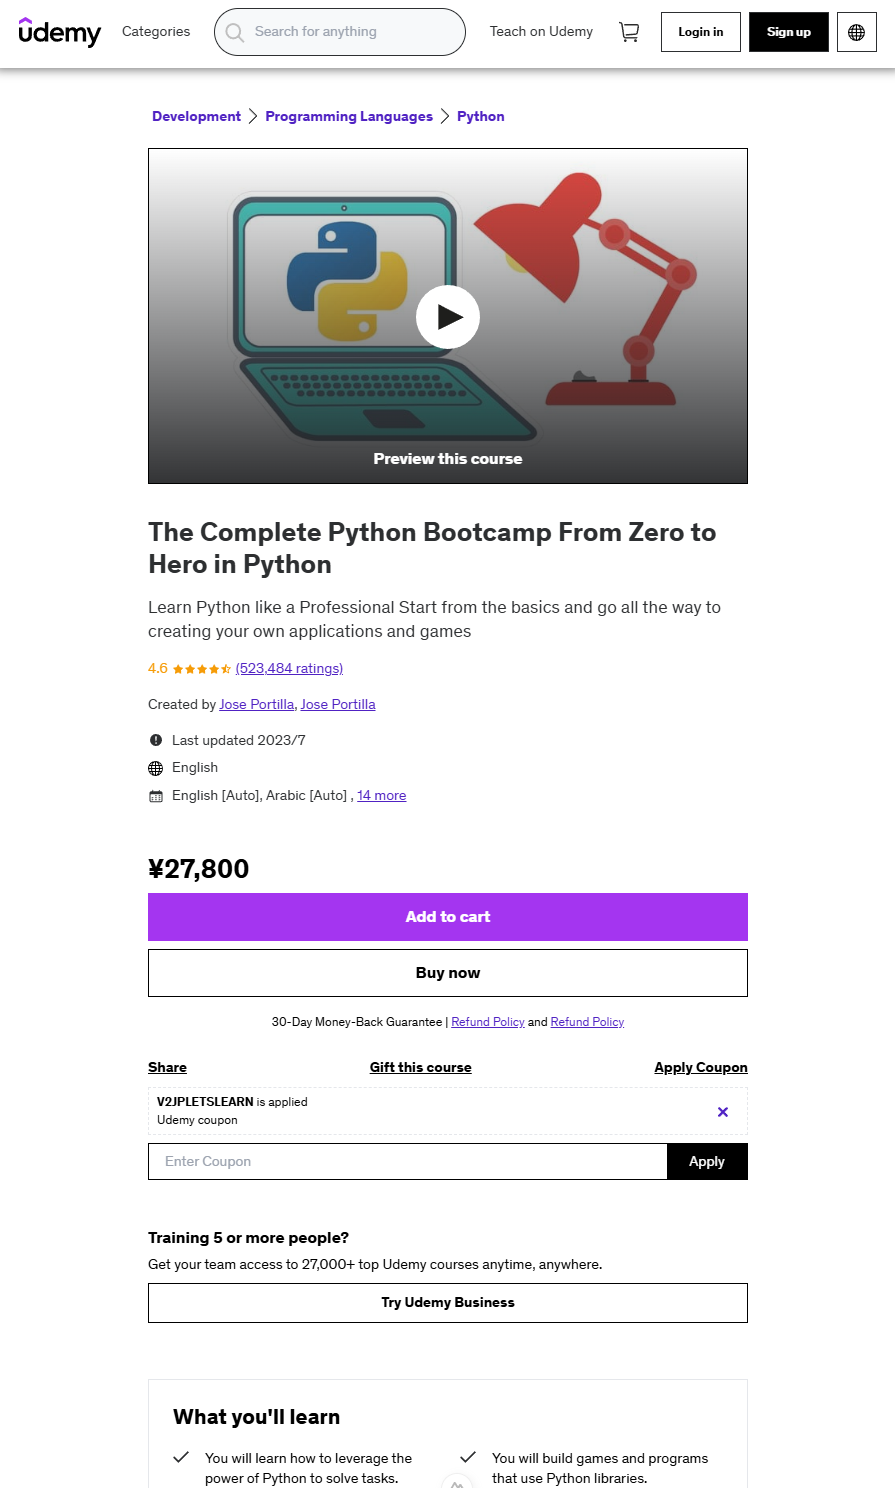 udemy Categories Search for anything Teach on Udemy Login in Sign up
Development Programming Languages Python
Preview this course
The Complete Python Bootcamp From Zero to
Hero in Python
Learn Python like a Professional Start from the basics and go all the way to
creating your own applications and games
4.6 (523,484 ratings)
Created by Jose Portilla, Jose Portilla
Last updated 2023/7
English
English [Auto], Arabic [Auto] , 14 more
¥27,800
Add to cart
Buy now
30-Day Money-Back Guarantee | Refund Policy and Refund Policy
Share Gift this course Apply Coupon
V2JPLETSLEARN is applied
Udemy coupon
Enter Coupon Apply
Training 5 or more people?
Get your team access to 27,000+ top Udemy courses anytime, anywhere.
Try Udemy Business
What you'll learn
You will learn how to leverage the You will build games and programs
power of Python to solve tasks. that use Python libraries.